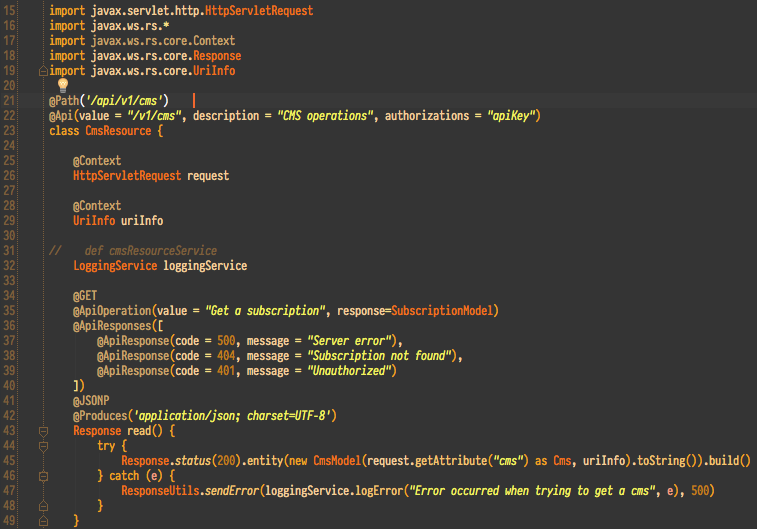 15 import javax.servlet.http.HttpServletRequest
16 import javax.ws.rs.*
17 import javax.ws.rs.core.Context
18 import javax.ws.rs.core.Response
19 import javax.ws.rs.core.UriInfo
20
21 @Path('/api/v1/cms')
22 @Api(value = "/v1/cms", description = "CMS operations", authorizations = "apiKey")
23 class CmsResource {
24
25     @Context
26     HttpServletRequest request
27
28     @Context
29     UriInfo uriInfo
30
31 //    def cmsResourceService
32     LoggingService loggingService
33
34     @GET
35     @ApiOperation(value = "Get a subscription", response=SubscriptionModel)
36     @ApiResponses([
37         @ApiResponse(code = 500, message = "Server error"),
38         @ApiResponse(code = 404, message = "Subscription not found"),
39         @ApiResponse(code = 401, message = "Unauthorized")
40     ])
41     @JSONP
42     @Produces('application/json; charset=UTF-8')
43     Response read() {
44         try {
45             Response.status(200).entity(new CmsModel(request.getAttribute("cms") as Cms, uriInfo).toString()).build()
46         } catch (e) {
47             ResponseUtils.sendError(loggingService.logError("Error occurred when trying to get a cms", e), 500)
48         }
49     }